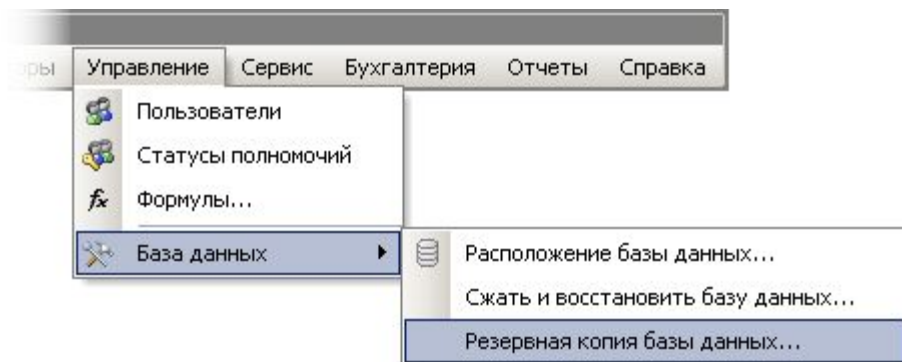 Управление Сервис Бухгалтерия Отчеты Справка
Пользователи
Статусы полномочий
Формулы...
База данных
Расположение базы данных...
Сжать и восстановить базу данных...
Резервная копия базы данных...